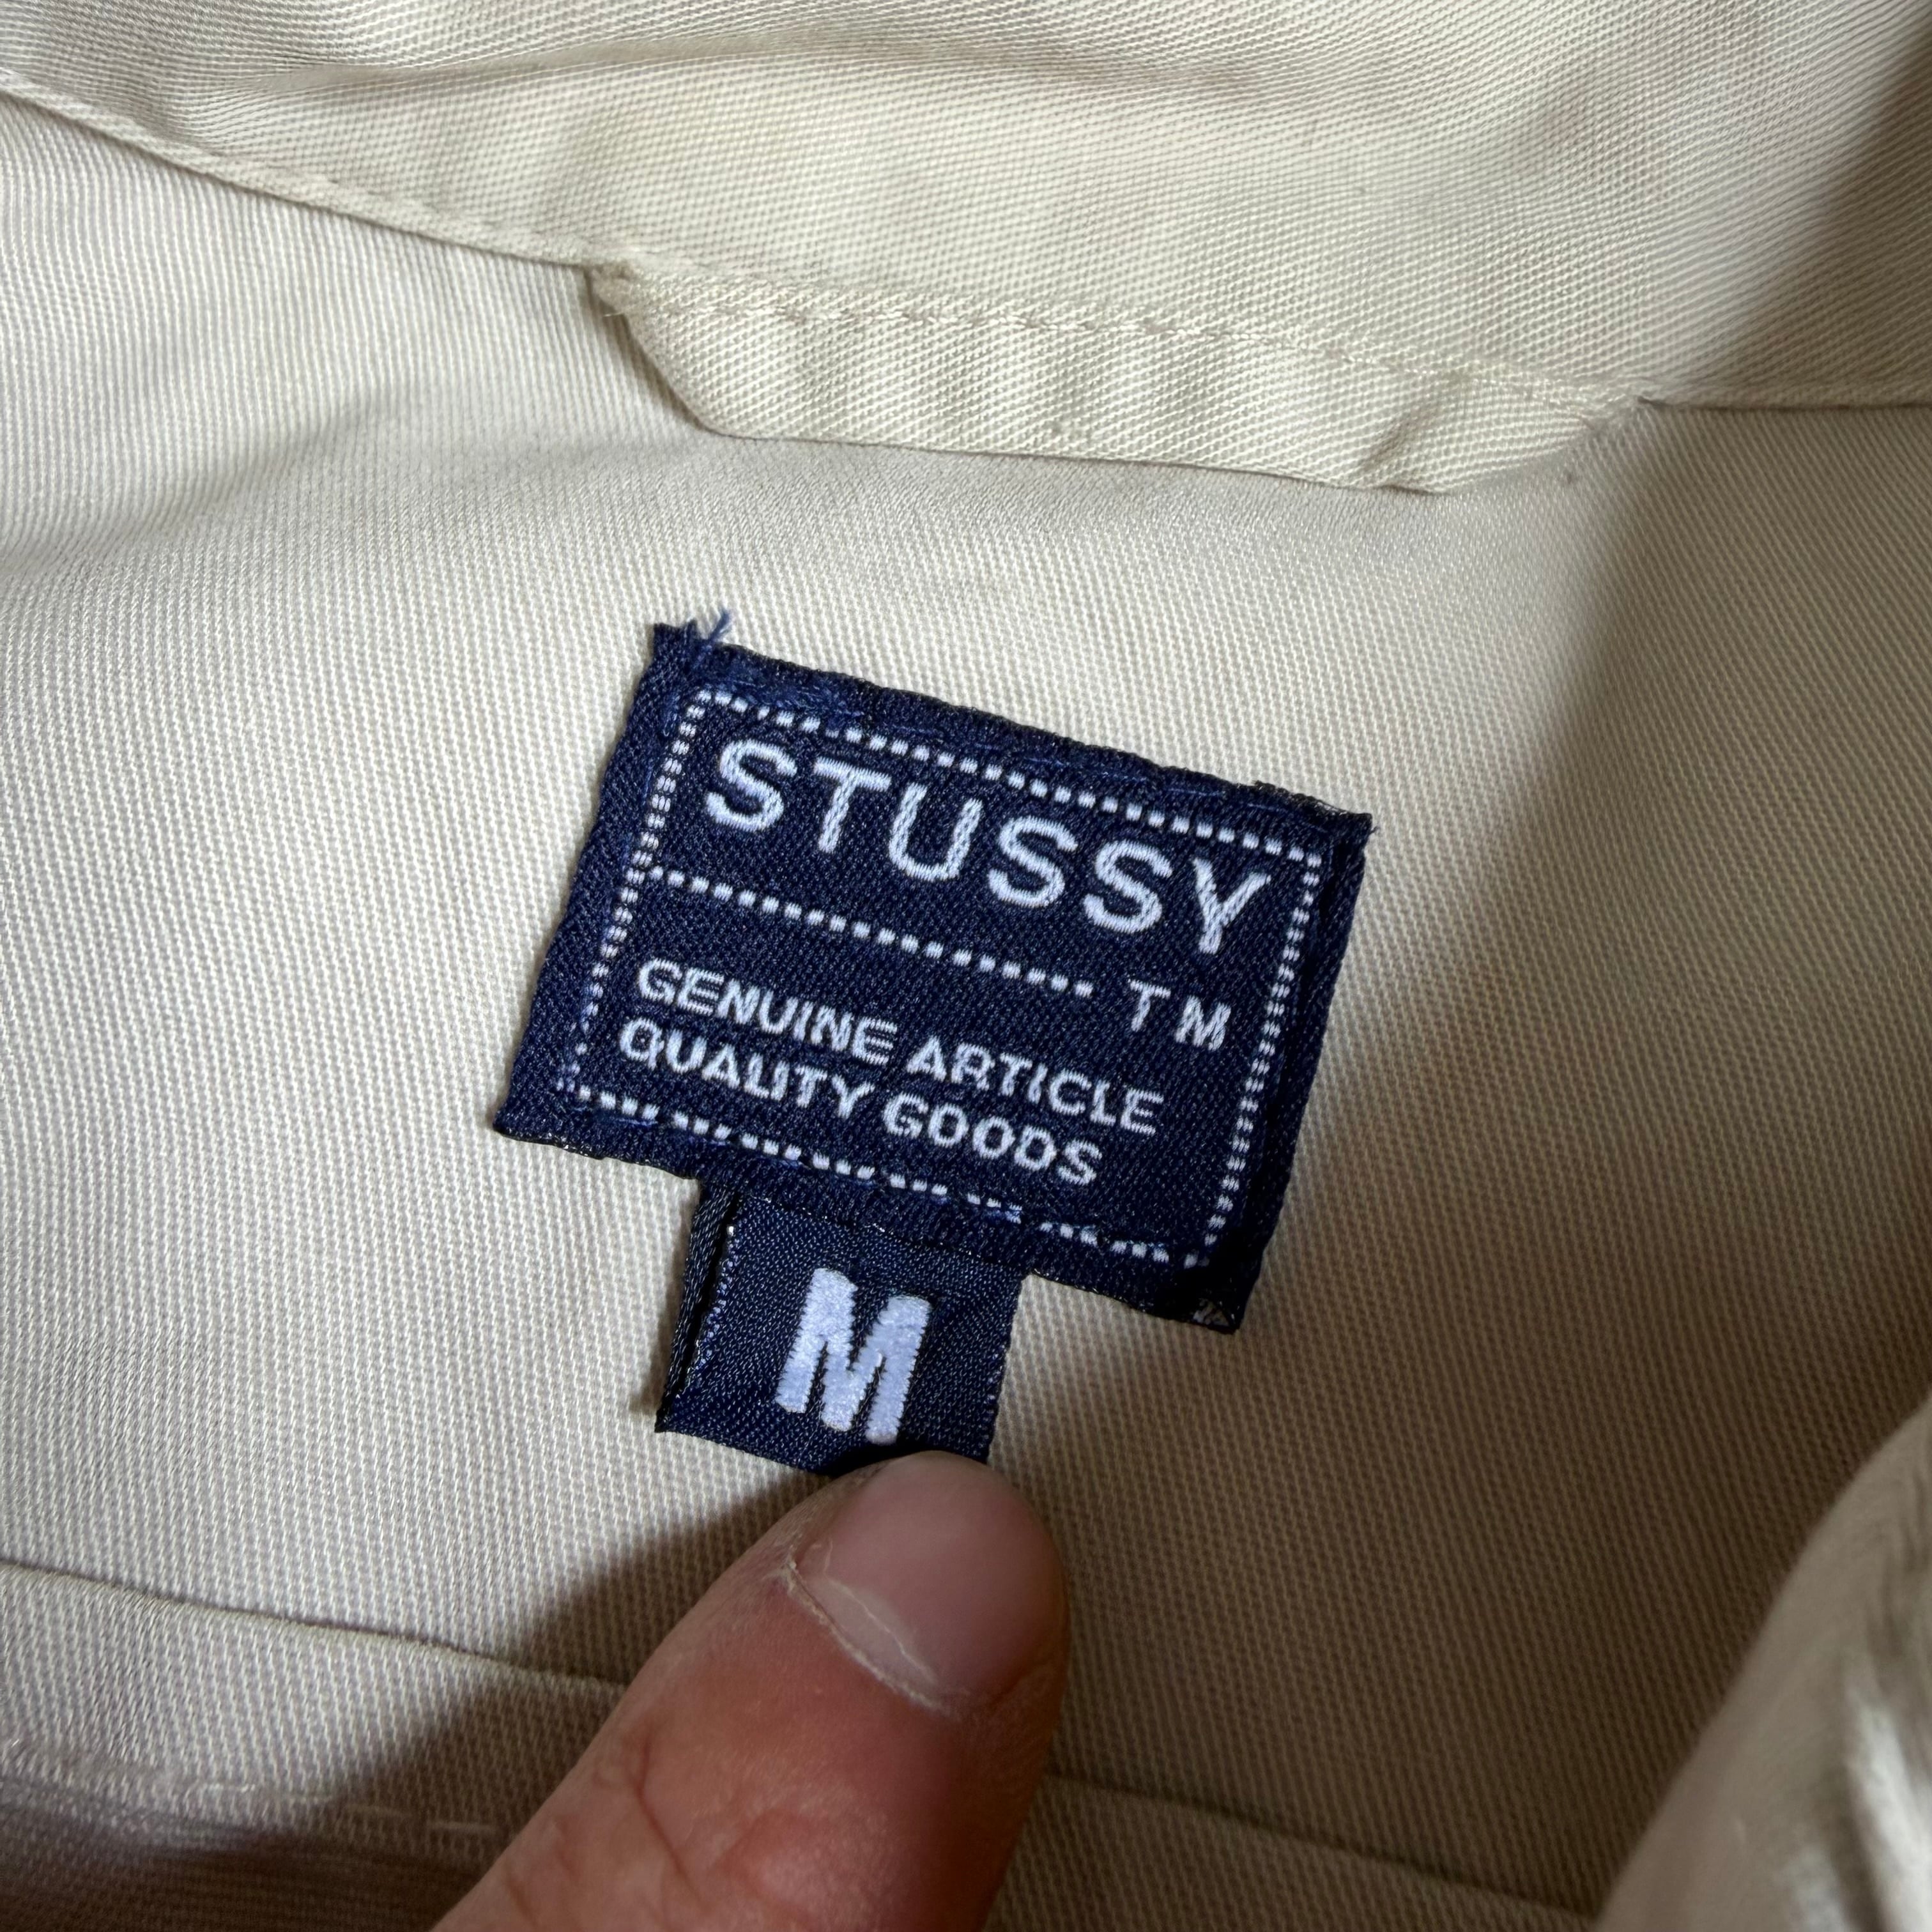 STUSSY
TM
GENUINE ARTICLE
QUALITY GOODS
M